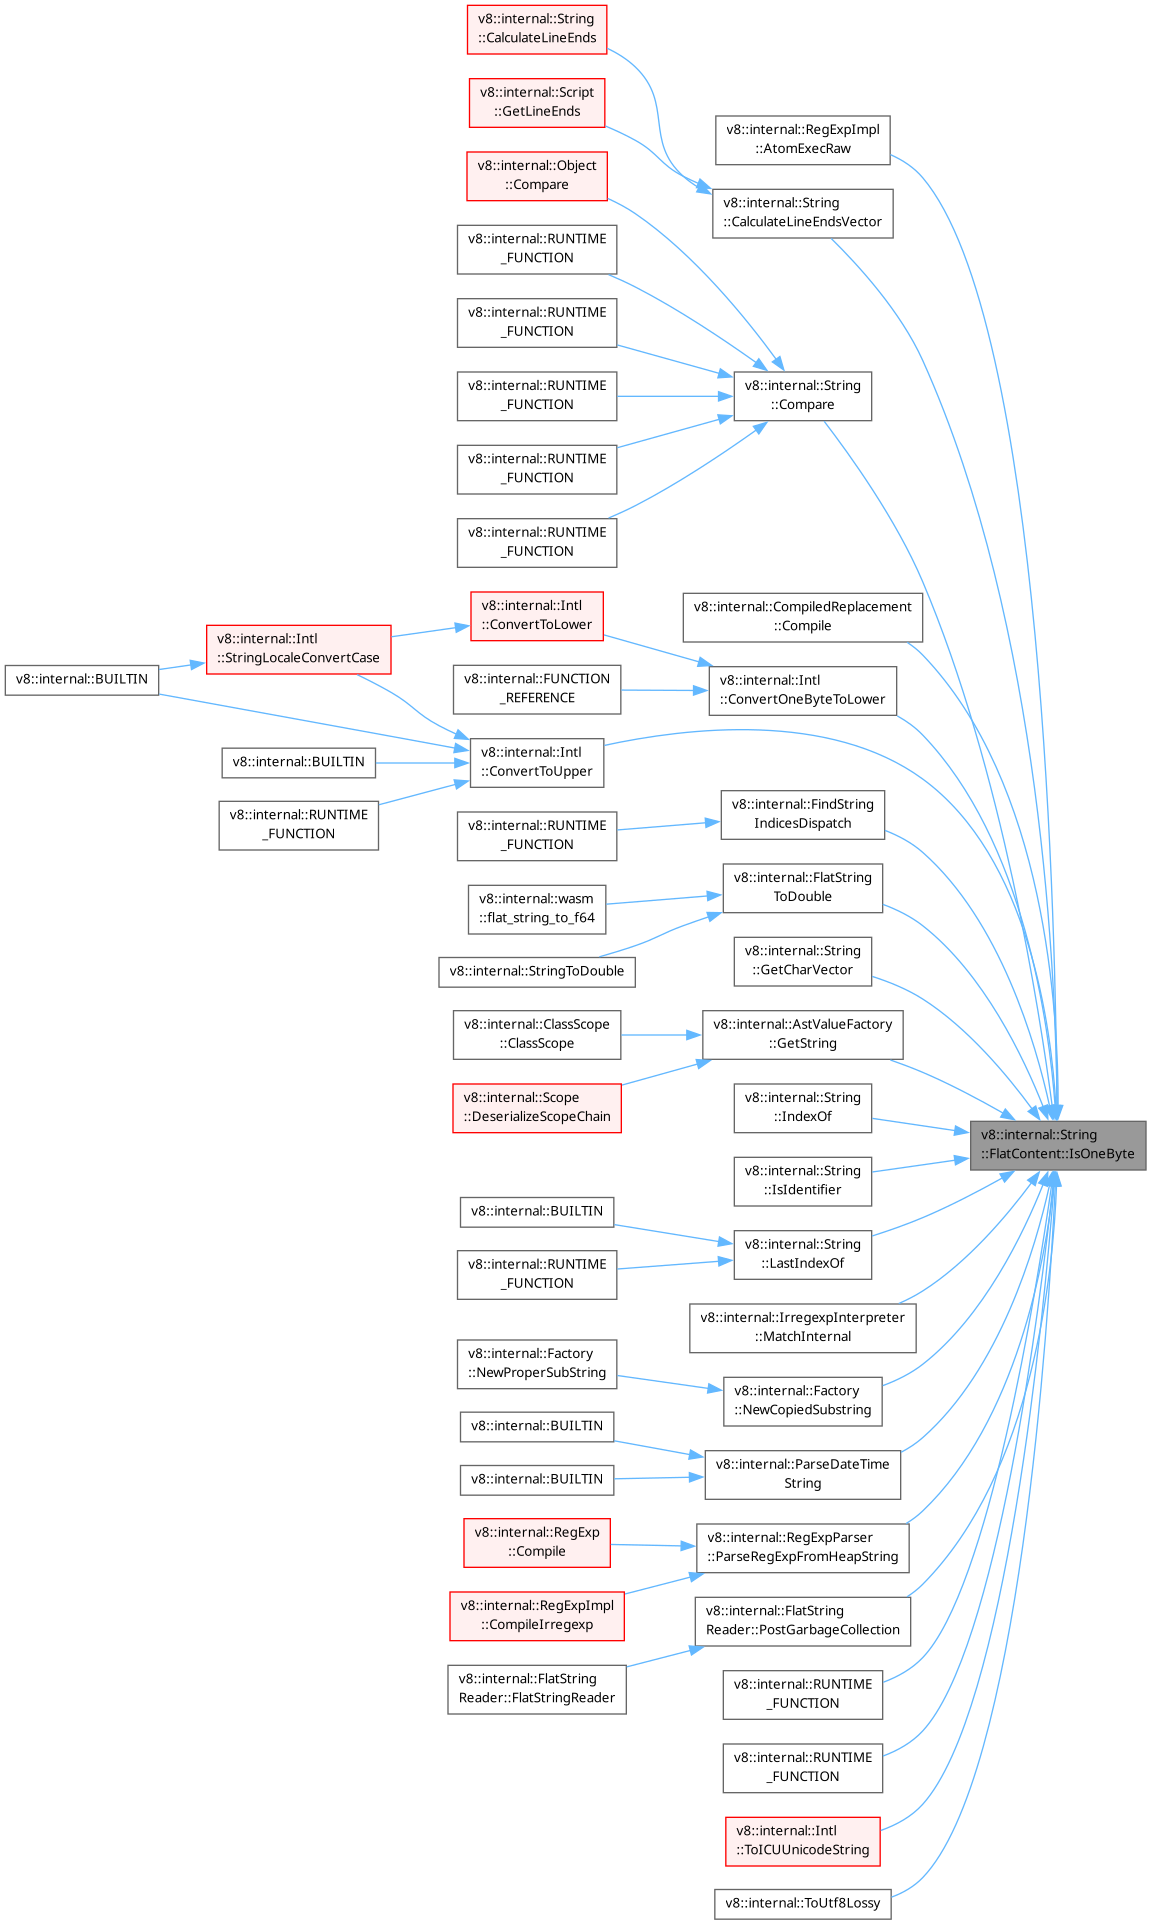 v8::internal::String
::CalculateLineEnds
v8::internal::Script
::GetLineEnds
v8::internal::RegExpImpl
::AtomExecRaw
v8::internal::Object
::Compare
v8::internal::String
::CalculateLineEndsVector
v8::internal::RUNTIME
_FUNCTION
v8::internal::RUNTIME
_FUNCTION
v8::internal::RUNTIME
_FUNCTION
v8::internal::String
::Compare
v8::internal::RUNTIME
_FUNCTION
v8::internal::RUNTIME
_FUNCTION
v8::internal::Intl
::ConvertToLower
v8::internal::CompiledReplacement
::Compile
v8::internal::Intl
::StringLocaleConvertCase
v8::internal::BUILTIN
v8::internal::FUNCTION
_REFERENCE
v8::internal::Intl
::ConvertOneByteToLower
v8::internal::Intl
::ConvertToUpper
v8::internal::BUILTIN
v8::internal::RUNTIME
_FUNCTION
v8::internal::FindString
IndicesDispatch
v8::internal::RUNTIME
_FUNCTION
v8::internal::FlatString
ToDouble
v8::internal::wasm
::flat_string_to_f64
v8::internal::StringToDouble
v8::internal::String
::GetCharVector
v8::internal::ClassScope
::ClassScope
v8::internal::AstValueFactory
::GetString
v8::internal::Scope
::DeserializeScopeChain
v8::internal::String
::IndexOf
v8::internal::String
::FlatContent::IsOneByte
v8::internal::String
::IsIdentifier
v8::internal::BUILTIN
v8::internal::String
::LastIndexOf
v8::internal::RUNTIME
_FUNCTION
v8::internal::IrregexpInterpreter
::MatchInternal
v8::internal::Factory
::NewProperSubString
v8::internal::Factory
::NewCopiedSubstring
v8::internal::BUILTIN
v8::internal::ParseDateTime
String
v8::internal::BUILTIN
v8::internal::RegExp
::Compile
v8::internal::RegExpParser
::ParseRegExpFromHeapString
v8::internal::RegExpImpl
::CompileIrregexp
v8::internal::FlatString
Reader::PostGarbageCollection
v8::internal::FlatString
Reader::FlatStringReader
v8::internal::RUNTIME
_FUNCTION
v8::internal::RUNTIME
_FUNCTION
v8::internal::Intl
::ToICUUnicodeString
v8::internal::ToUtf8Lossy